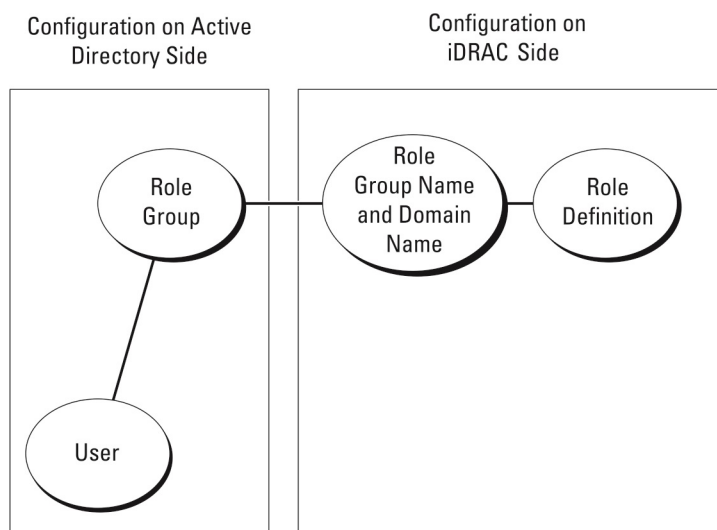 Configuration on Active
Directory Side
Configuration on
iDRAC Side
Role
Group
Role
Group Name
and Domain
Name
Role
Definition
User